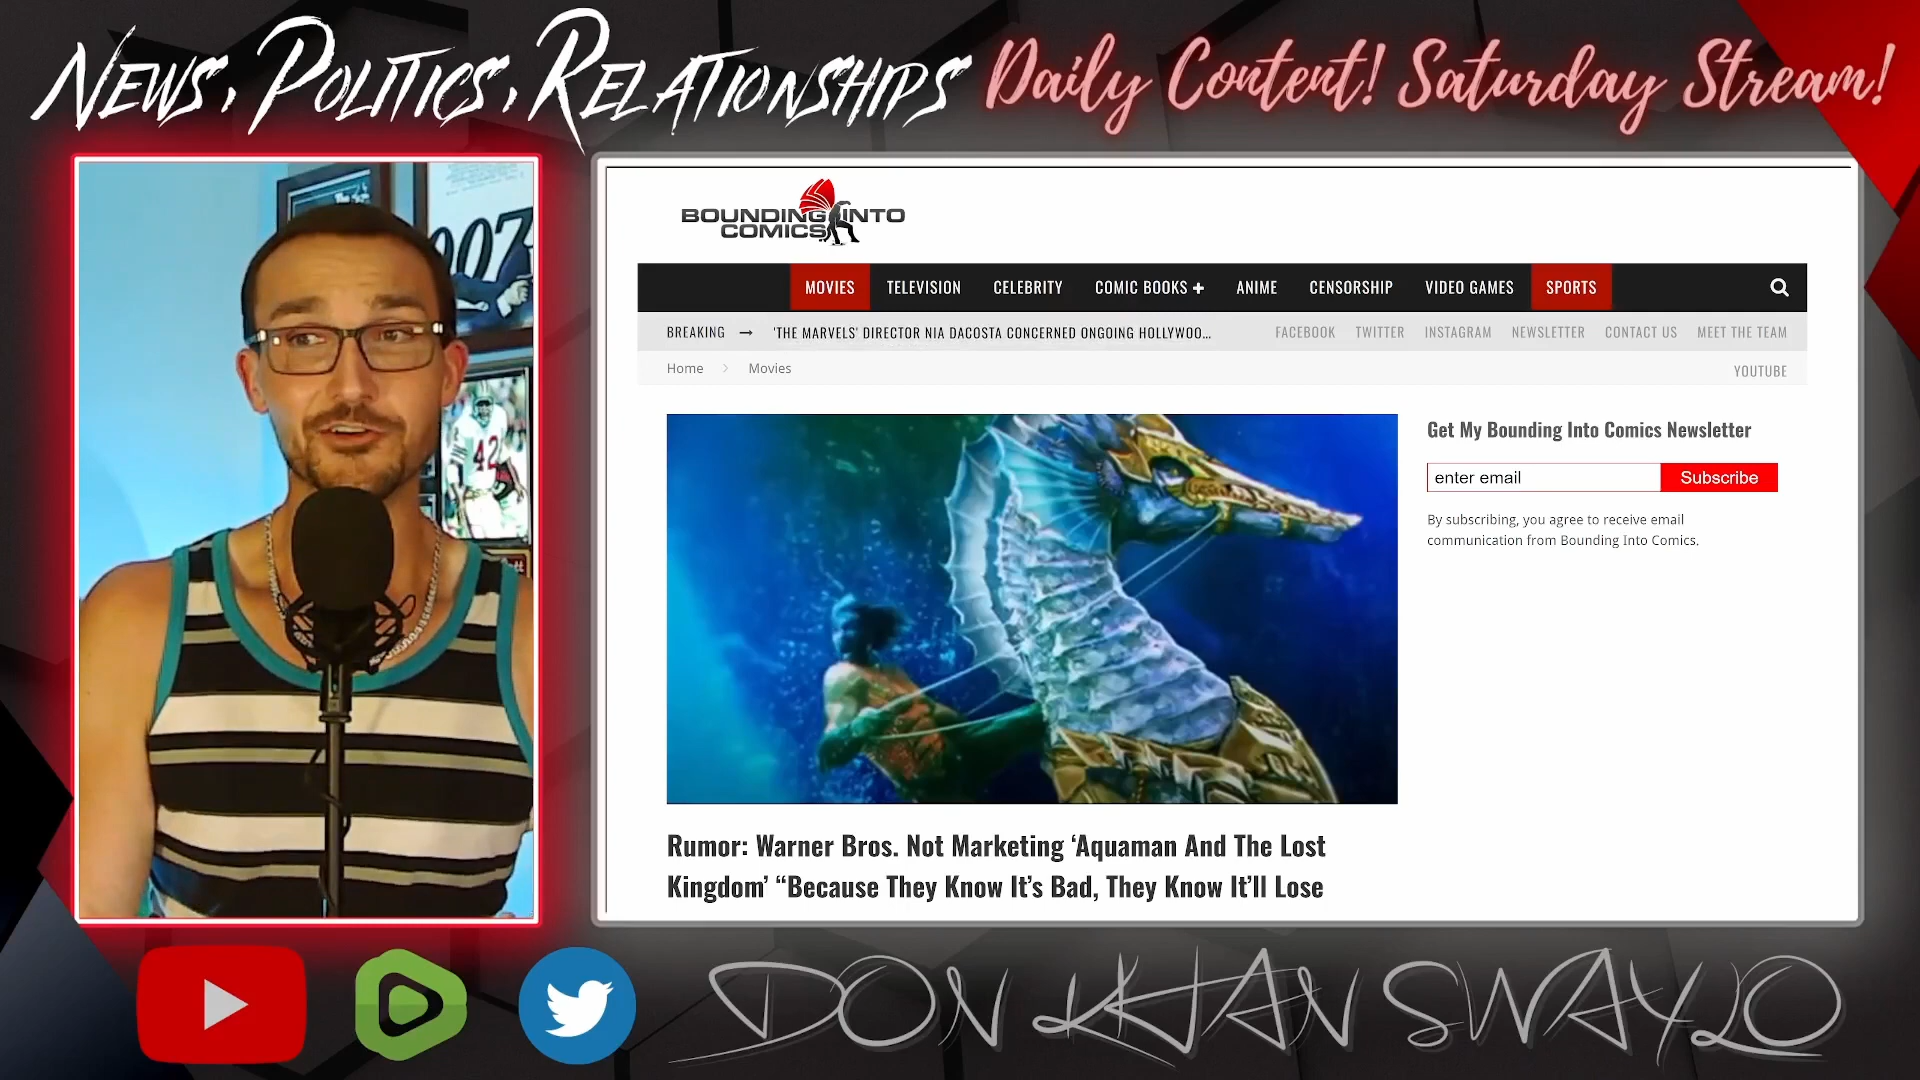 NEWS, POLITICS, RELATIONSHIPS Daily Content! Saturday Stream!
007
42
BOUNDING INTO
COMICS
MOVIES TELEVISION CELEBRITY COMIC BOOKS + ANIME CENSORSHIP VIDEO GAMES SPORTS
BREAKING → 'THE MARVELS' DIRECTOR NIA DACOSTA CONCERNED ONGOING HOLLYWOO... FACEBOOK TWITTER INSTAGRAM NEWSLETTER CONTACT US MEET THE TEAM
Home > Movies YOUTUBE
Get My Bounding Into Comics Newsletter
enter email Subscribe
By subscribing, you agree to receive email
communication from Bounding Into Comics.
Rumor: Warner Bros. Not Marketing ‘Aquaman And The Lost
Kingdom’ “Because They Know It’s Bad, They Know It’ll Lose
DON KHAN SWAYLO